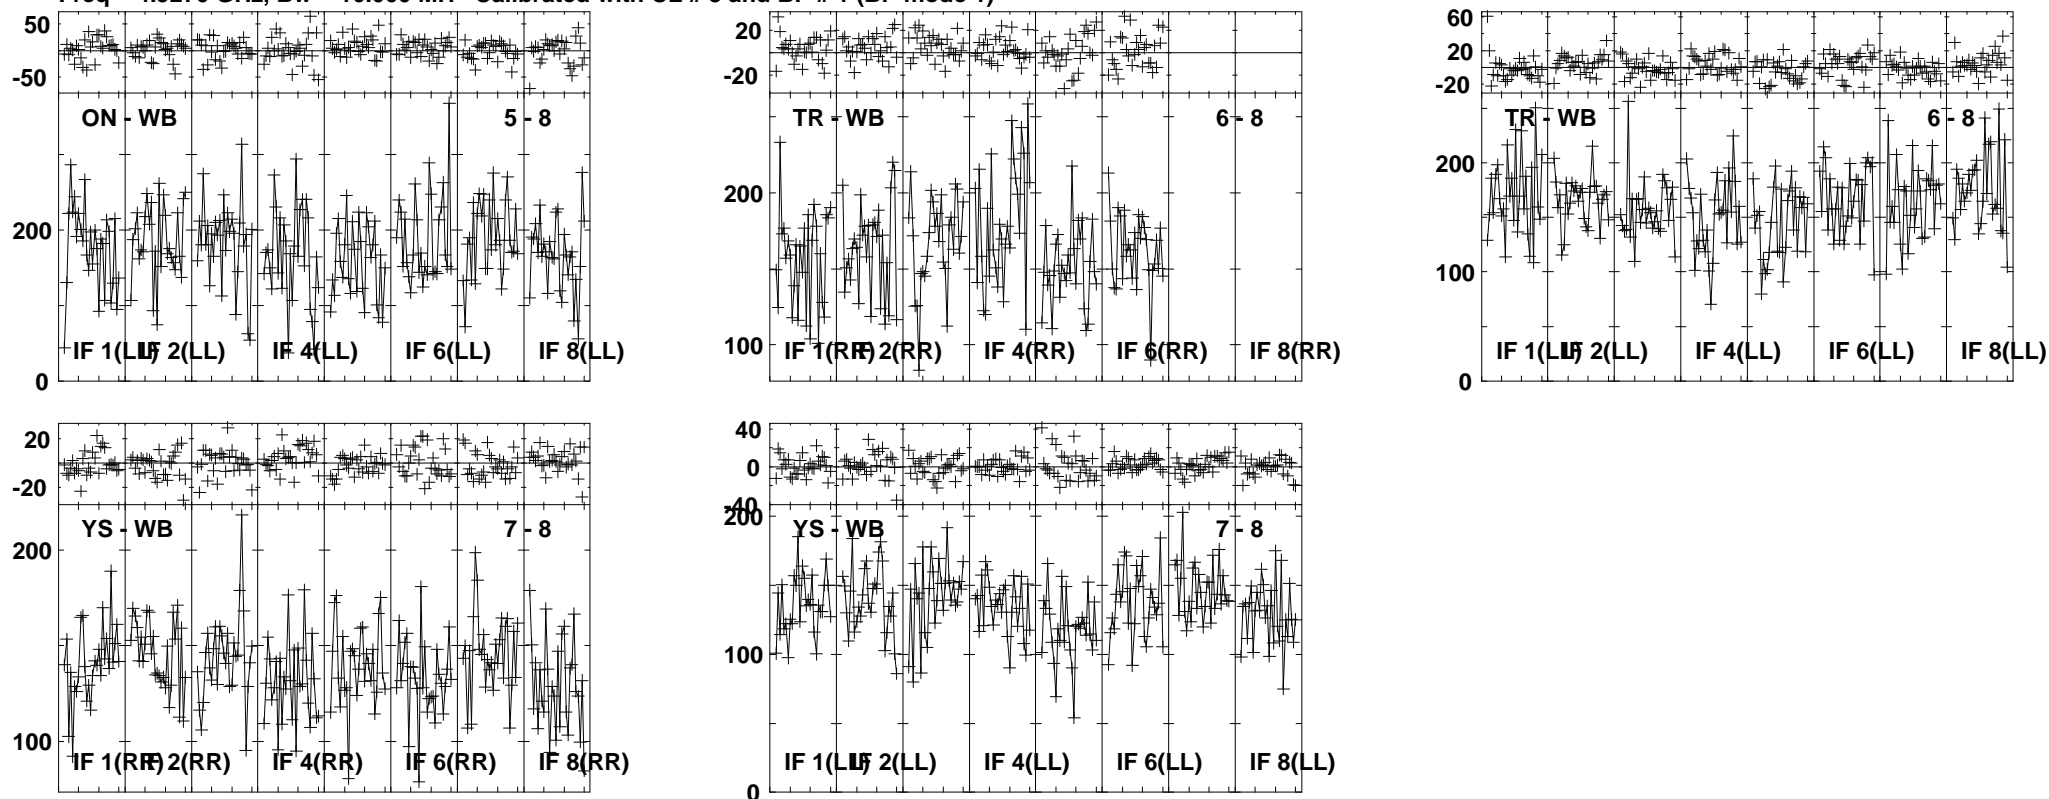 50
-50
ON - WB 5 - 8
200
0
IF 1(LL) IF 2(LL) IF 4(LL) IF 6(LL) IF 8(LL)
20
-20
TR - WB 6 - 8
200
100
IF 1(RR) IF 2(RR) IF 4(RR) IF 6(RR) IF 8(RR)
60
20
-20
TR - WB 6 - 8
200
100
0
IF 1(LL) IF 2(LL) IF 4(LL) IF 6(LL) IF 8(LL)
20
-20
YS - WB 7 - 8
200
100
IF 1(RR) IF 2(RR) IF 4(RR) IF 6(RR) IF 8(RR)
40
0
-40
200
YS - WB 7 - 8
100
0
IF 1(LL) IF 2(LL) IF 4(LL) IF 6(LL) IF 8(LL)